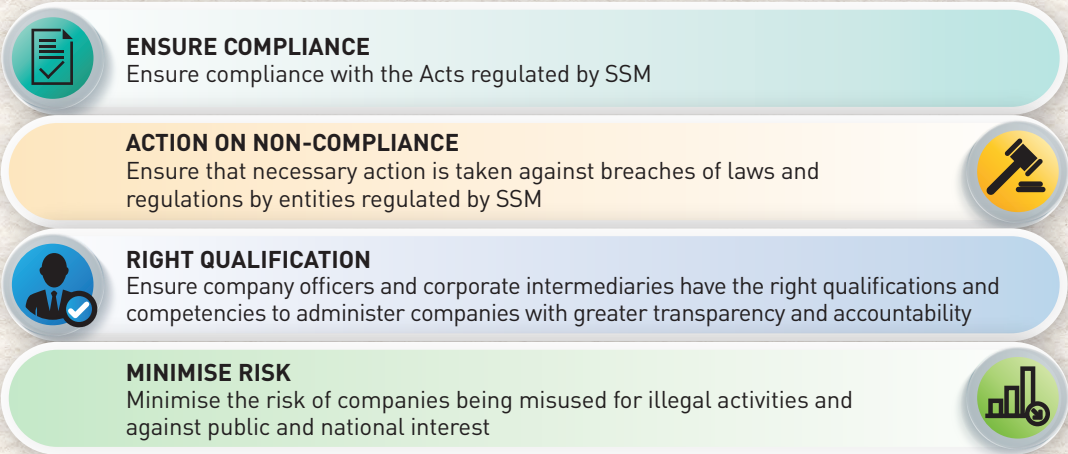 ENSURE COMPLIANCE
Ensure compliance with the Acts regulated by SSM
ACTION ON NON-COMPLIANCE
Ensure that necessary action is taken against breaches of laws and
regulations by entities regulated by SSM
RIGHT QUALIFICATION
Ensure company officers and corporate intermediaries have the right qualifications and
competencies to administer companies with greater transparency and accountability
MINIMISE RISK
Minimise the risk of companies being misused for illegal activities and
against public and national interest